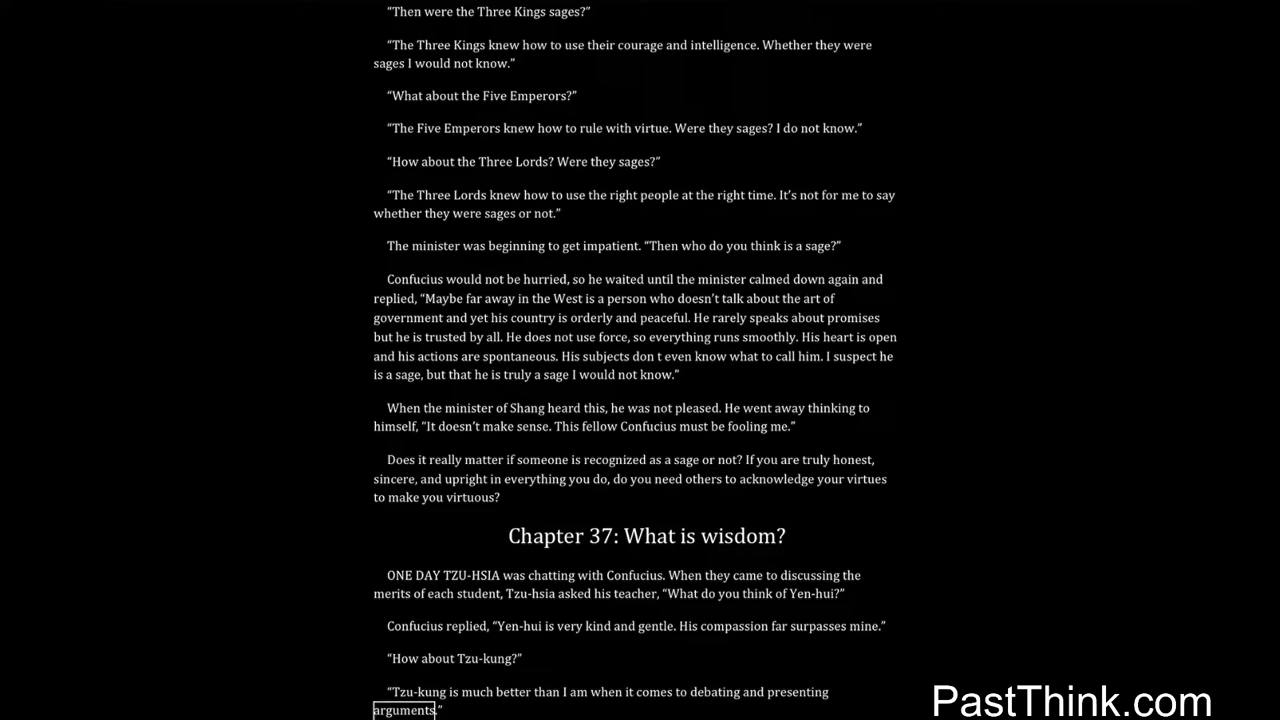 “Then were the Three Kings sages?”
“The Three Kings knew how to use their courage and intelligence. Whether they were
sages I would not know.”
“What about the Five Emperors?”
“The Five Emperors knew how to rule with virtue. Were they sages? I do not know.”
“How about the Three Lords? Were they sages?”
“The Three Lords knew how to use the right people at the right time. It’s not for me to say
whether they were sages or not.”
The minister was beginning to get impatient. “Then who do you think is a sage?”
Confucius would not be hurried, so he waited until the minister calmed down again and
replied, “Maybe far away in the West is a person who doesn’t talk about the art of
government and yet his country is orderly and peaceful. He rarely speaks about promises
but he is trusted by all. He does not use force, so everything runs smoothly. His heart is open
and his actions are spontaneous. His subjects don t even know what to call him. I suspect he
is a sage, but that he is truly a sage I would not know.”
When the minister of Shang heard this, he was not pleased. He went away thinking to
himself, “It doesn’t make sense. This fellow Confucius must be fooling me.”
Does it really matter if someone is recognized as a sage or not? If you are truly honest,
sincere, and upright in everything you do, do you need others to acknowledge your virtues
to make you virtuous?
Chapter 37: What is wisdom?
ONE DAY TZU-HSIA was chatting with Confucius. When they came to discussing the
merits of each student, Tzu-hsia asked his teacher, “What do you think of Yen-hui?”
Confucius replied, “Yen-hui is very kind and gentle. His compassion far surpasses mine.”
“How about Tzu-kung?”
“Tzu-kung is much better than I am when it comes to debating and presenting
arguments.”
PastThink.com